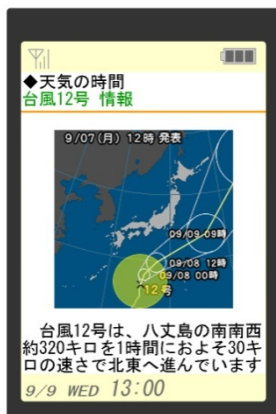 ◆天気の時間
台風12号 情報
9/07(月) 12時 発表
09/09 09時
09/08 12時
09/08 00時
12号
台風12号は、八丈島の南南西
約320キロを1時間におよそ30キ
ロの速さで北東へ進んでいます
9/9 WED 13:00